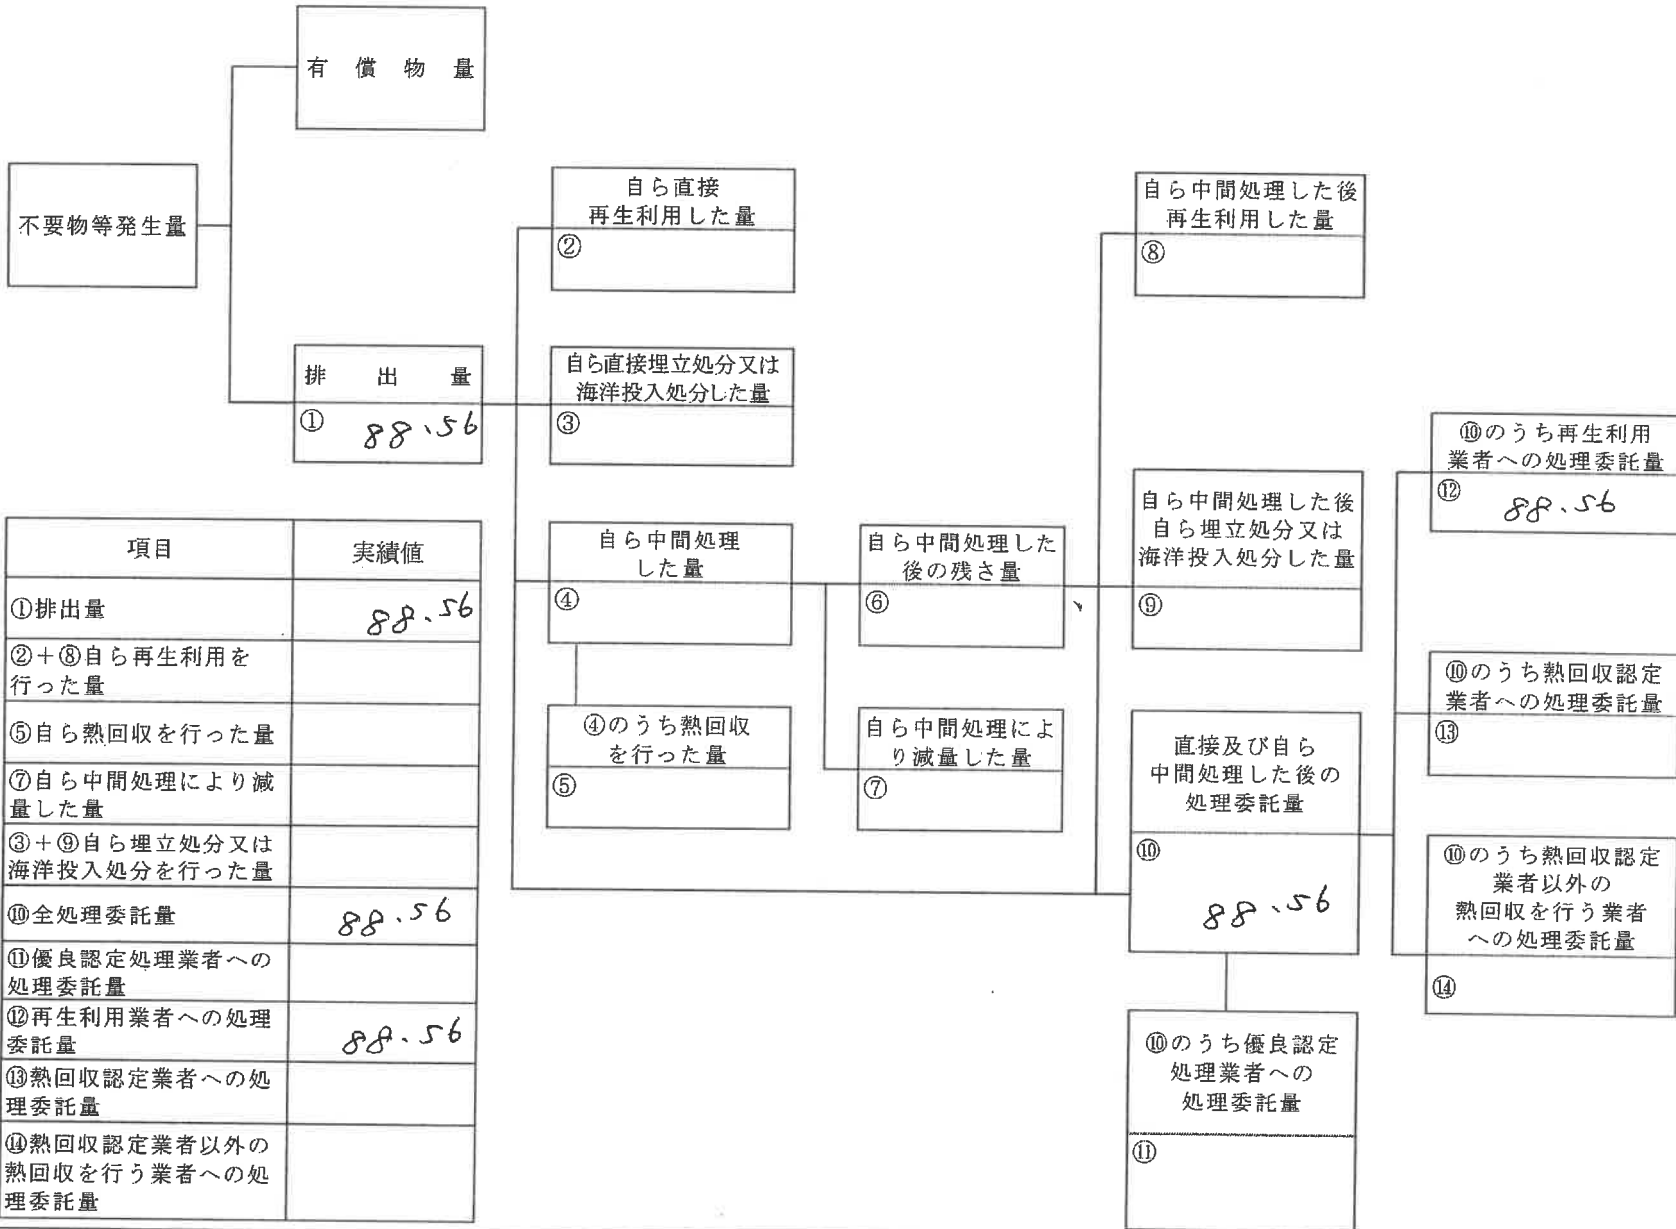 有償物量
不要物等発生量
排出量
① 88.56
自ら直接
再生利用した量
②
自ら直接埋立処分又は
海洋投入処分した量
③
自ら中間処理
した量
④
④のうち熱回収
を行った量
⑤
自ら中間処理した
後の残さ量
⑥
自ら中間処理によ
り減量した量
⑦
自ら中間処理した後
再生利用した量
⑧
自ら中間処理した後
自ら埋立処分又は
海洋投入処分した量
⑨
直接及び自ら
中間処理した後の
処理委託量
⑩
88.56
⑩のうち優良認定
処理業者への
処理委託量
⑪
⑩のうち再生利用
業者への処理委託量
⑫ 88.56
⑩のうち熱回収認定
業者への処理委託量
⑬
⑩のうち熱回収認定
業者以外の
熱回収を行う業者
への処理委託量
⑭
項目 実績値
①排出量 88.56
②+⑧自ら再生利用を
行った量
⑤自ら熱回収を行った量
⑦自ら中間処理により減
量した量
③+⑨自ら埋立処分又は
海洋投入処分を行った量
⑩全処理委託量 88.56
⑪優良認定処理業者への
処理委託量
⑫再生利用業者への処理
委託量 88.56
⑬熱回収認定業者への処
理委託量
⑭熱回収認定業者以外の
熱回収を行う業者への処
理委託量